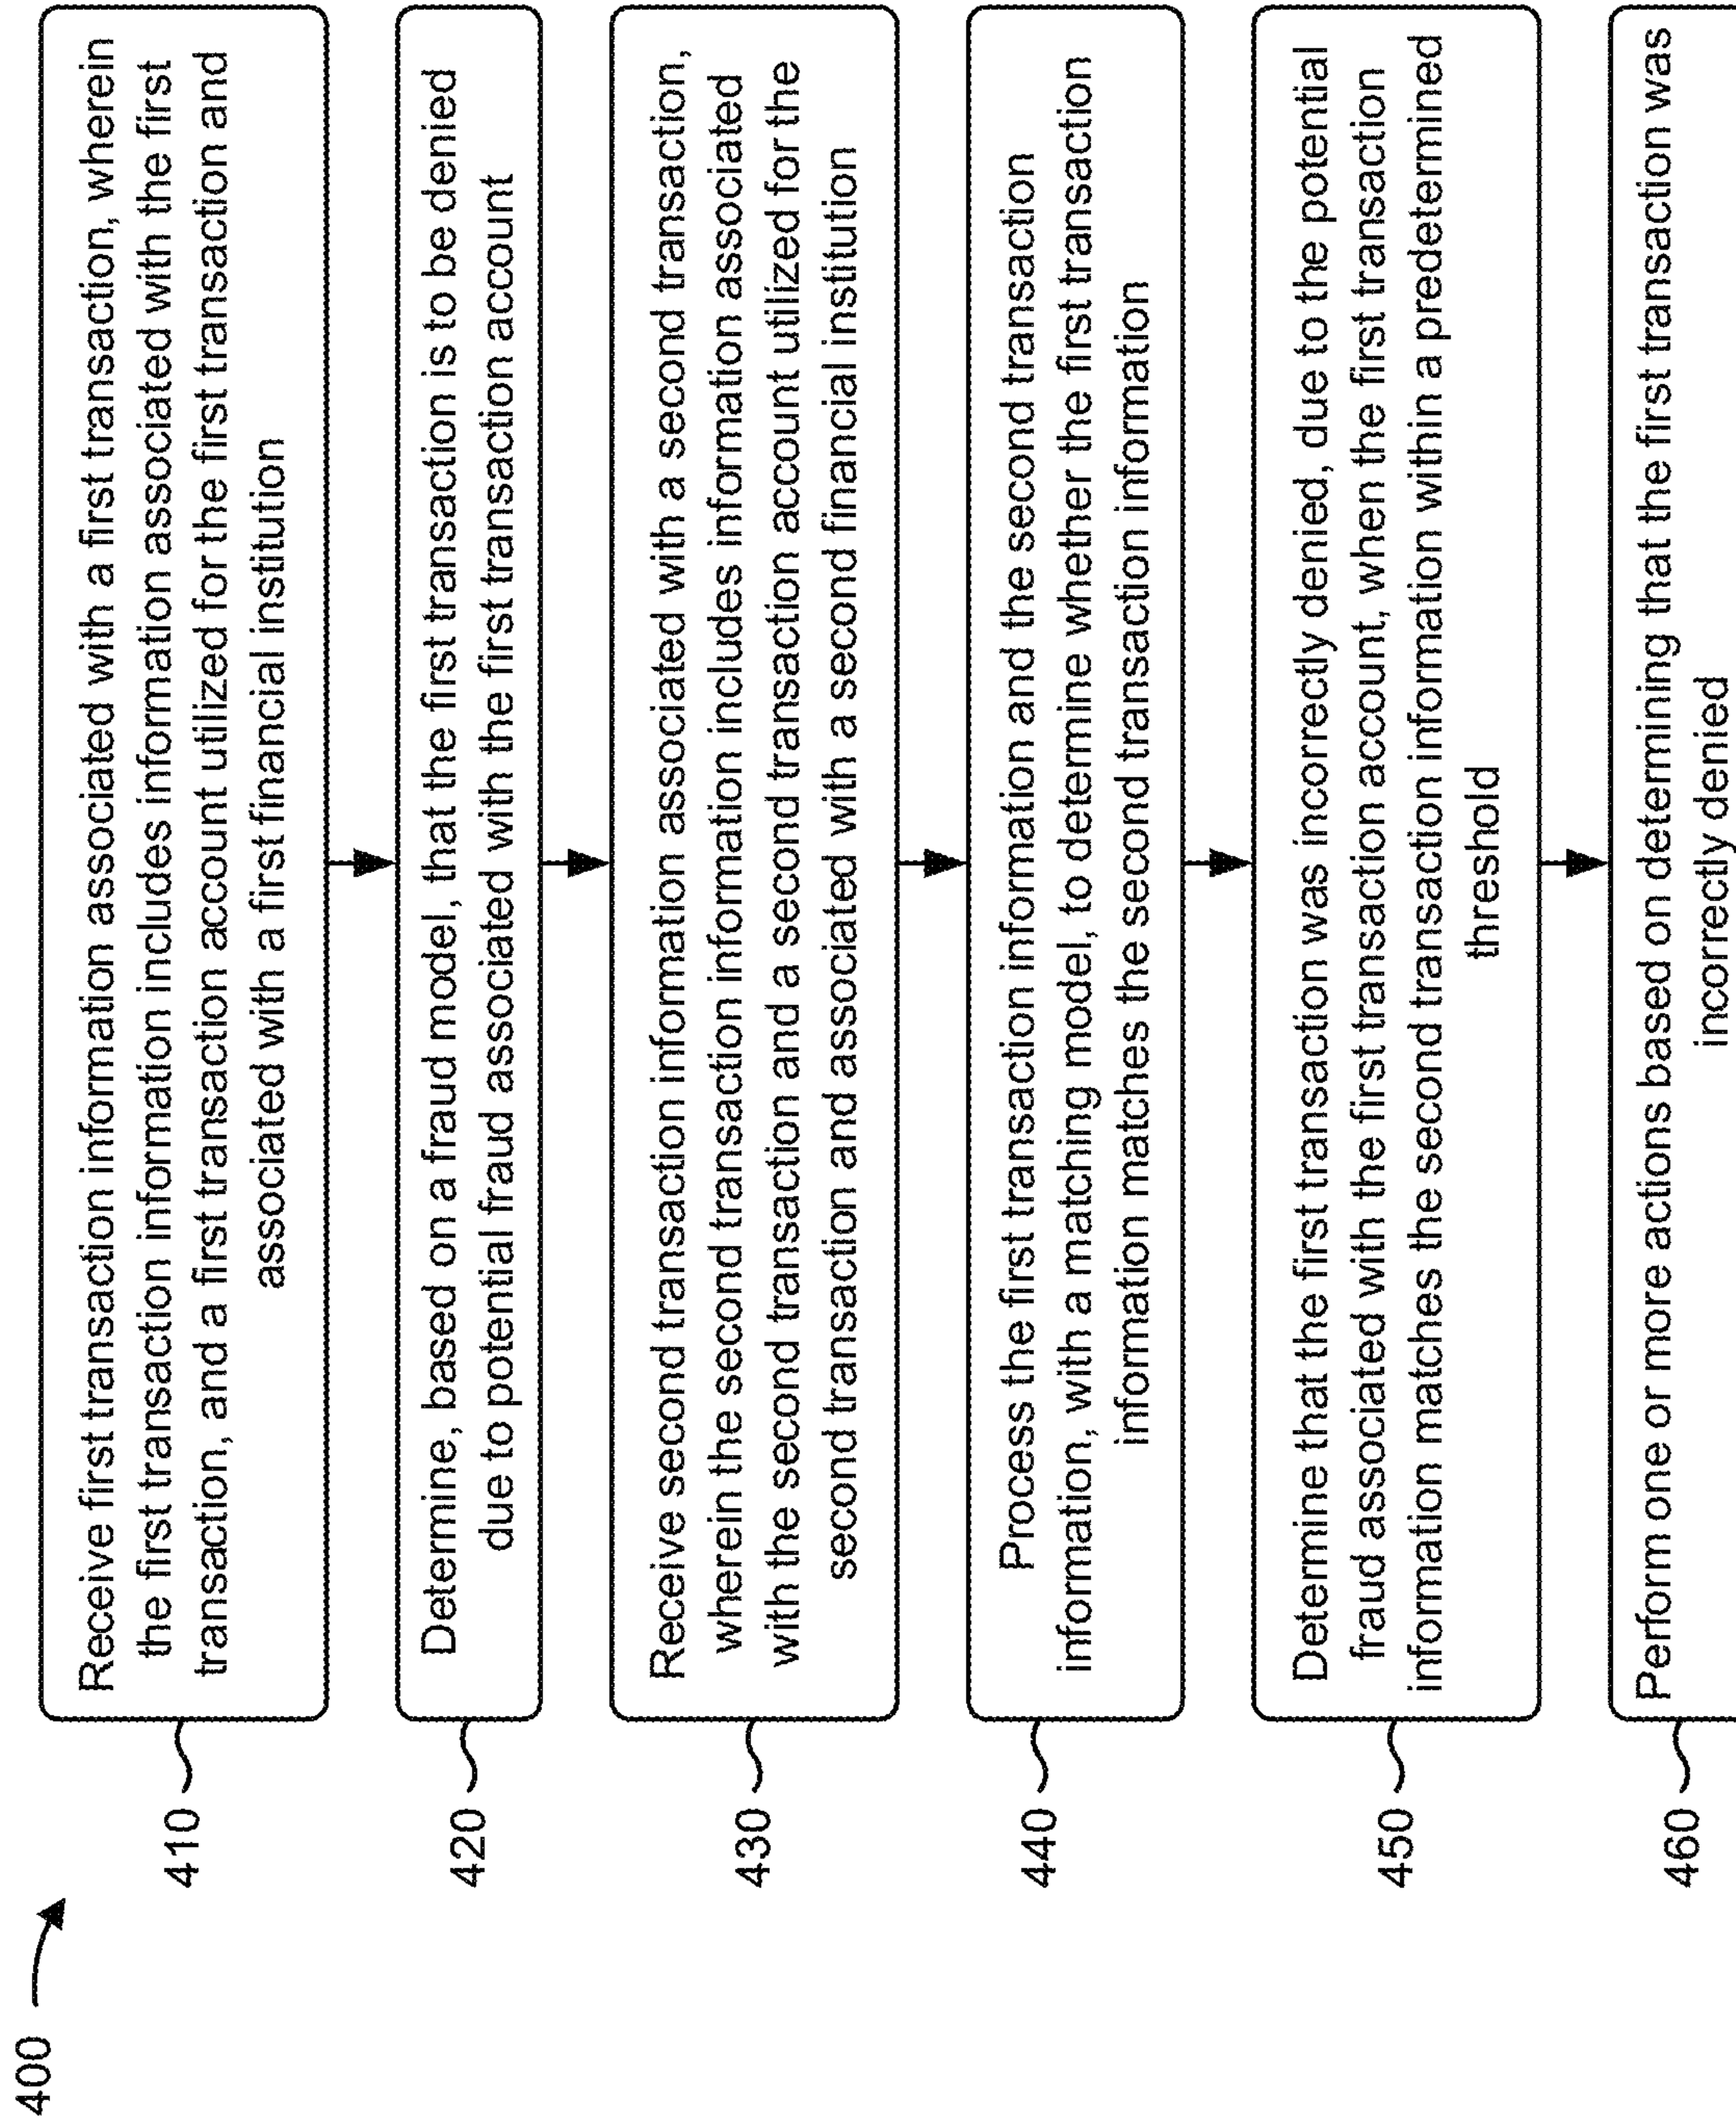 400
410
Receive first transaction information associated with a first transaction, wherein
the first transaction information includes information associated with the first
transaction, and a first transaction account utilized for the first transaction and
associated with a first financial institution
420
Determine, based on a fraud model, that the first transaction is to be denied
due to potential fraud associated with the first transaction account
430
Receive second transaction information associated with a second transaction,
wherein the second transaction information includes information associated
with the second transaction and a second transaction account utilized for the
second transaction and associated with a second financial institution
440
Process the first transaction information and the second transaction
information, with a matching model, to determine whether the first transaction
information matches the second transaction information
450
Determine that the first transaction was incorrectly denied, due to the potential
fraud associated with the first transaction account, when the first transaction
information matches the second transaction information within a predetermined
threshold
460
Perform one or more actions based on determining that the first transaction was
incorrectly denied